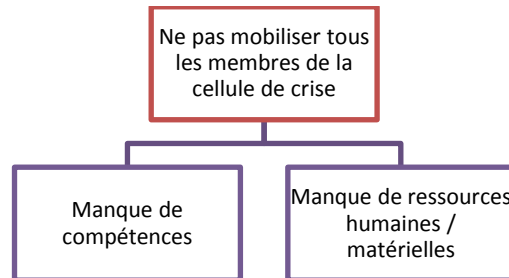 Ne pas mobiliser tous
les membres de la
cellule de crise
Manque de
compétences
Manque de ressources
humaines /
matérielles